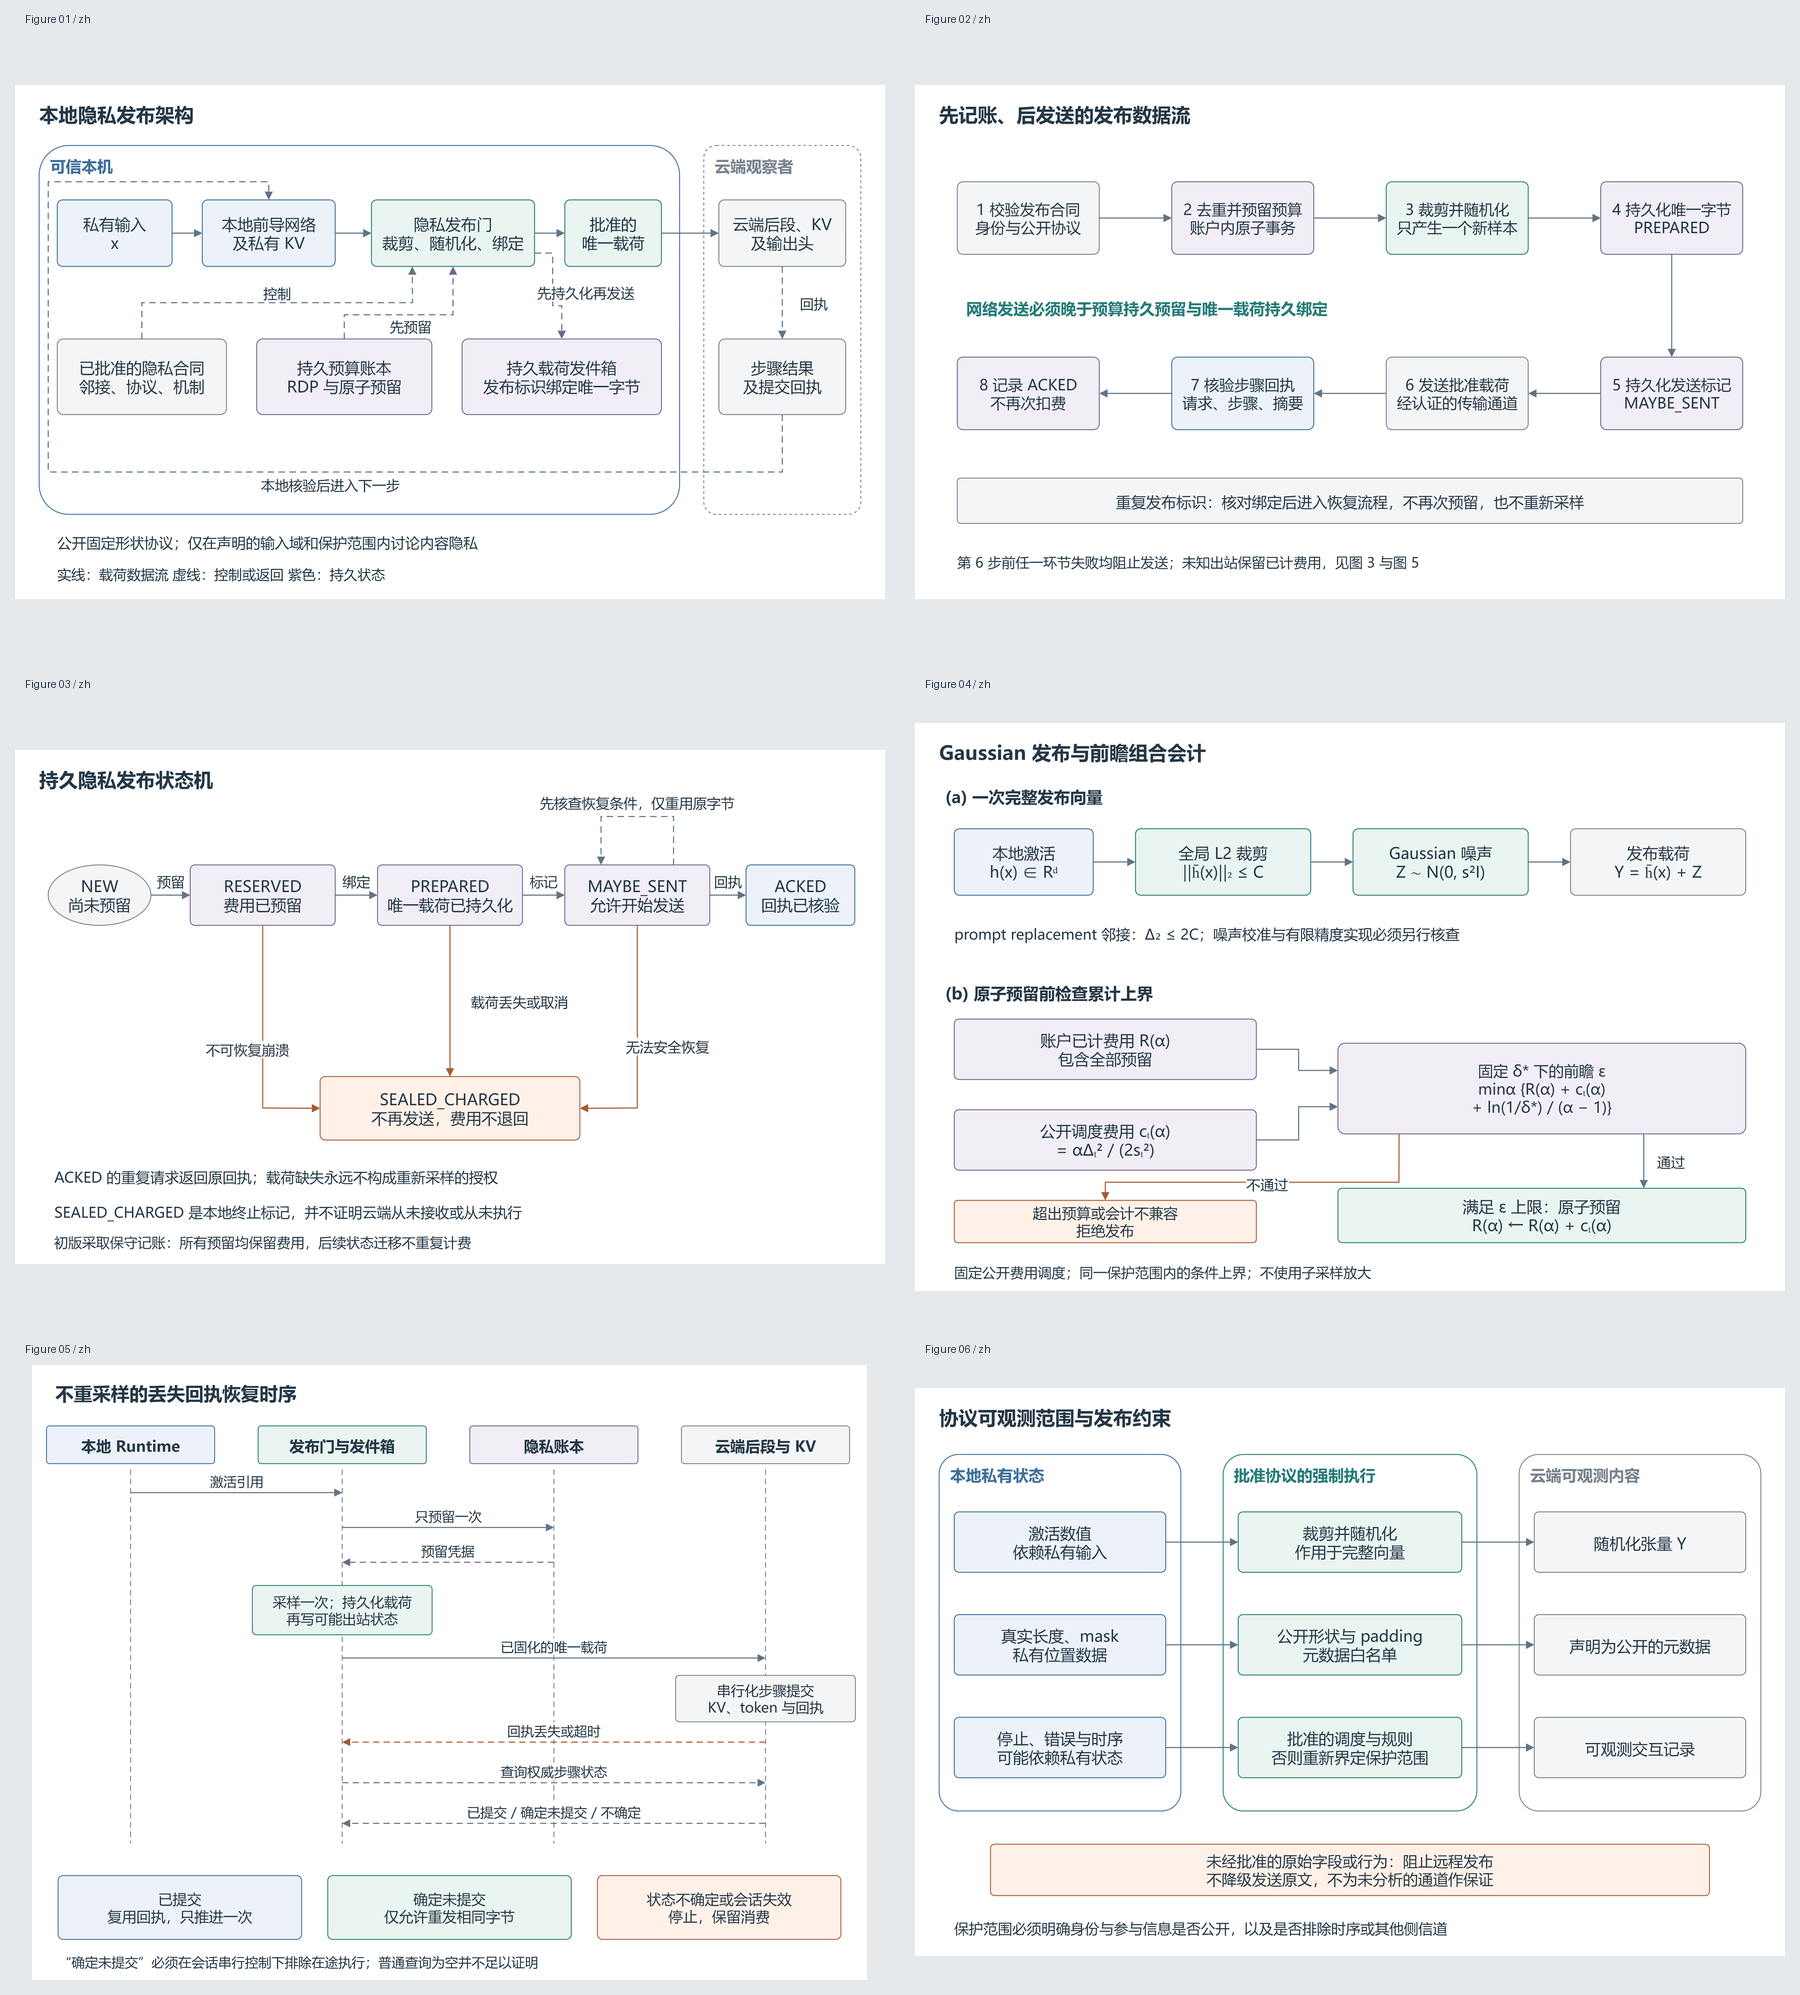 Figure 01 / zh
本地隐私发布架构
可信本机
云端观察者
私有输入
x
本地前导网络
及私有 KV
隐私发布门
裁剪、随机化、绑定
批准的
唯一载荷
云端后段、KV
及输出头
控制
先预留
先持久化再发送
回执
已批准的隐私合同
邻接、协议、机制
持久预算账本
RDP 与原子预留
持久载荷发件箱
发布标识绑定唯一字节
步骤结果
及提交回执
本地核验后进入下一步
公开固定形状协议；仅在声明的输入域和保护范围内讨论内容隐私
实线：载荷数据流 虚线：控制或返回 紫色：持久状态
Figure 02 / zh
先记账、后发送的发布数据流
1 校验发布合同
身份与公开协议
2 去重并预留预算
账户内原子事务
3 裁剪并随机化
只产生一个新样本
4 持久化唯一字节
PREPARED
网络发送必须晚于预算持久预留与唯一载荷持久绑定
8 记录 ACKED
不再次扣费
7 核验步骤回执
请求、步骤、摘要
6 发送批准载荷
经认证的传输通道
5 持久化发送标记
MAYBE_SENT
重复发布标识：核对绑定后进入恢复流程，不再次预留，也不重新采样
第 6 步前任一环节失败均阻止发送；未知出站保留已计费用，见图 3 与图 5
Figure 03 / zh
持久隐私发布状态机
先核查恢复条件，仅重用原字节
NEW
尚未预留
预留
RESERVED
费用已预留
绑定
PREPARED
唯一载荷已持久化
标记
MAYBE_SENT
允许开始发送
回执
ACKED
回执已核验
不可恢复崩溃
载荷丢失或取消
无法安全恢复
SEALED_CHARGED
不再发送，费用不退回
ACKED 的重复请求返回原回执；载荷缺失永远不构成重新采样的授权
SEALED_CHARGED 是本地终止标记，并不证明云端从未接收或从未执行
初版采取保守记账：所有预留均保留费用，后续状态迁移不重复计费
Figure 04 / zh
Gaussian 发布与前瞻组合会计
(a) 一次完整发布向量
本地激活
h(x) ∈ Rᵈ
全局 L2 裁剪
||h̄(x)||₂ ≤ C
Gaussian 噪声
Z ~ N(0, s²I)
发布载荷
Y = h̄(x) + Z
prompt replacement 邻接：Δ₂ ≤ 2C；噪声校准与有限精度实现必须另行核查
(b) 原子预留前检查累计上界
账户已计费用 R(α)
包含全部预留
公开调度费用 cₜ(α)
= αΔₜ² / (2sₜ²)
固定 δ* 下的前瞻 ε
minα {R(α) + cₜ(α)
+ ln(1/δ*) / (α − 1)}
不通过
通过
超出预算或会计不兼容
拒绝发布
满足 ε 上限：原子预留
R(α) ← R(α) + cₜ(α)
固定公开费用调度；同一保护范围内的条件上界；不使用子采样放大
Figure 05 / zh
不重采样的丢失回执恢复时序
本地 Runtime
发布门与发件箱
隐私账本
云端后段与 KV
激活引用
只预留一次
预留凭据
采样一次；持久化载荷
再写可能出站状态
已固化的唯一载荷
串行化步骤提交
KV、token 与回执
回执丢失或超时
查询权威步骤状态
已提交 / 确定未提交 / 不确定
已提交
复用回执，只推进一次
确定未提交
仅允许重发相同字节
状态不确定或会话失效
停止，保留消费
“确定未提交”必须在会话串行控制下排除在途执行；普通查询为空并不足以证明
Figure 06 / zh
协议可观测范围与发布约束
本地私有状态
批准协议的强制执行
云端可观测内容
激活数值
依赖私有输入
裁剪并随机化
作用于完整向量
随机化张量 Y
真实长度、mask
私有位置数据
公开形状与 padding
元数据白名单
声明为公开的元数据
停止、错误与时序
可能依赖私有状态
批准的调度与规则
否则重新界定保护范围
可观测交互记录
未经批准的原始字段或行为：阻止远程发布
不降级发送原文，不为未分析的通道作保证
保护范围必须明确身份与参与信息是否公开，以及是否排除时序或其他侧信道